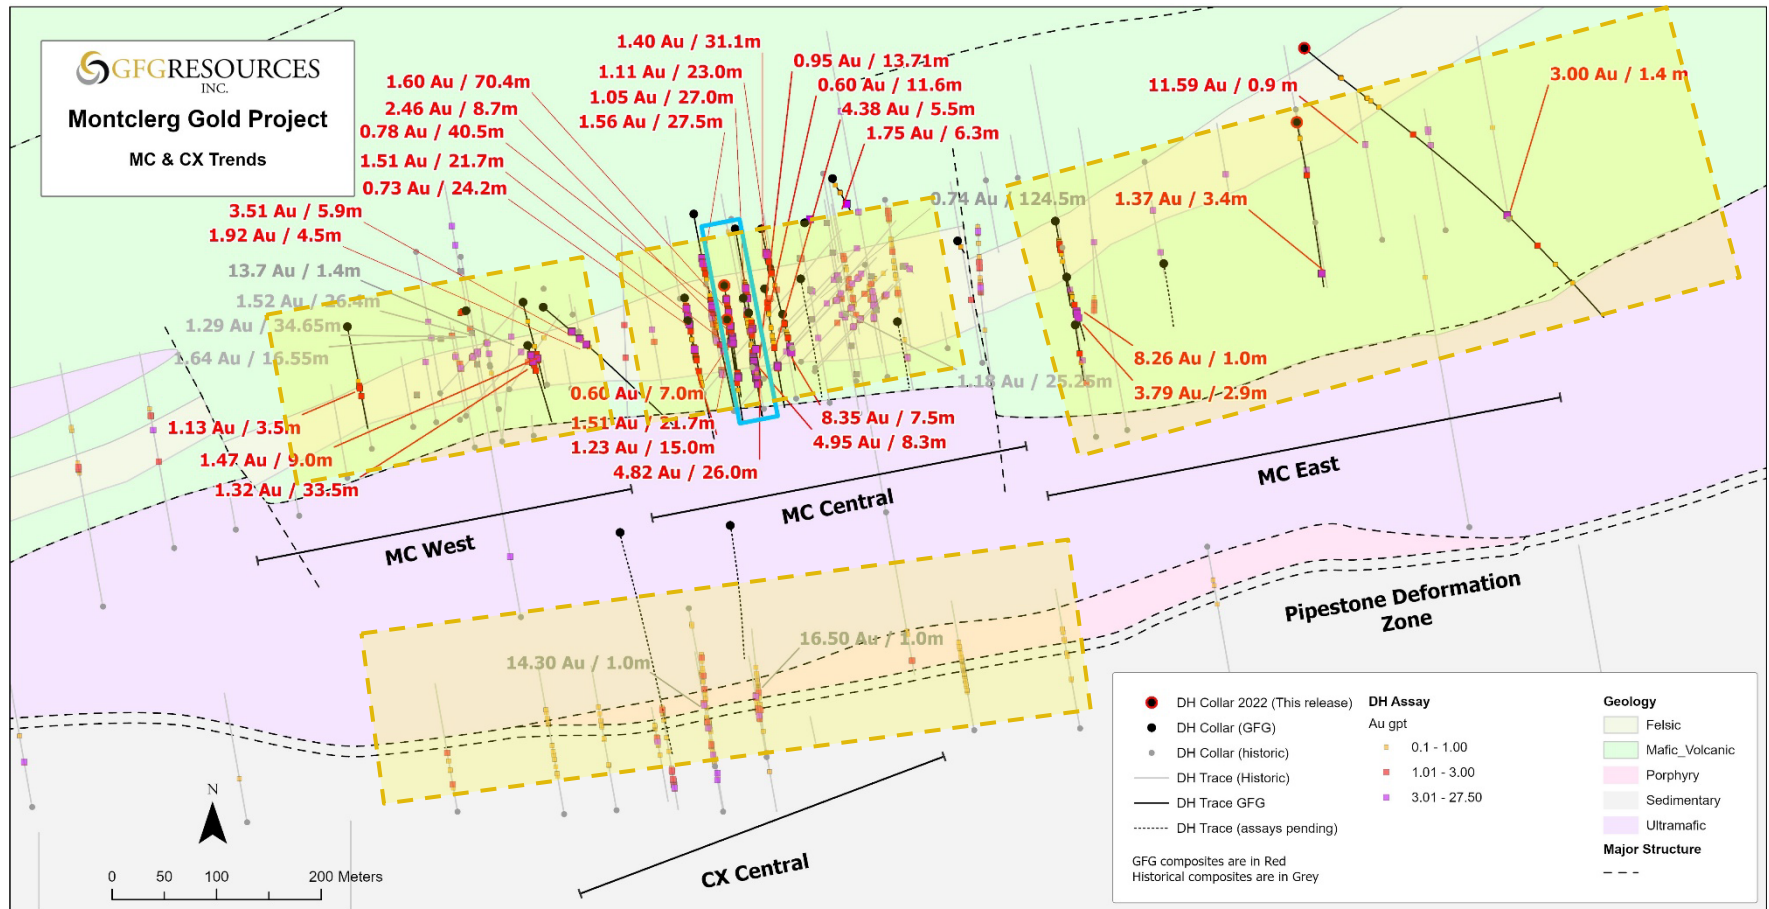 GFGRESOURCES
INC.
Montclerg Gold Project
MC & CX Trends
1.40 Au / 31.1m
1.11 Au / 23.0m
1.05 Au / 27.0m
1.56 Au / 27.5m
0.95 Au / 13.71m
0.60 Au / 11.6m
4.38 Au / 5.5m
1.75 Au / 6.3m
1.60 Au / 70.4m
2.46 Au / 8.7m
0.78 Au / 40.5m
1.51 Au / 21.7m
0.73 Au / 24.2m
3.51 Au / 5.9m
1.92 Au / 4.5m
13.7 Au / 1.4m
1.52 Au / 26.4m
1.29 Au / 34.65m
1.64 Au / 16.55m
11.59 Au / 0.9 m
3.00 Au / 1.4 m
0.74 Au / 124.5m
1.37 Au / 3.4m
8.26 Au / 1.0m
3.79 Au / 2.9m
1.18 Au / 25.26m
0.60 Au / 7.0m
1.51 Au / 21.7m
1.23 Au / 15.0m
4.82 Au / 26.0m
8.35 Au / 7.5m
4.95 Au / 8.3m
1.13 Au / 3.5m
1.47 Au / 9.0m
1.32 Au / 33.5m
MC West
MC Central
MC East
14.30 Au / 1.0m
16.50 Au / 1.0m
Pipestone Deformation
Zone
CX Central
N
0 50 100 200 Meters
DH Collar 2022 (This release)
DH Collar (GFG)
DH Collar (historic)
DH Trace (Historic)
DH Trace GFG
DH Trace (assays pending)
GFG composites are in Red
Historical composites are in Grey
DH Assay
Au gpt
0.1 - 1.00
1.01 - 3.00
3.01 - 27.50
Geology
Felsic
Mafic_Volcanic
Porphyry
Sedimentary
Ultramafic
Major Structure